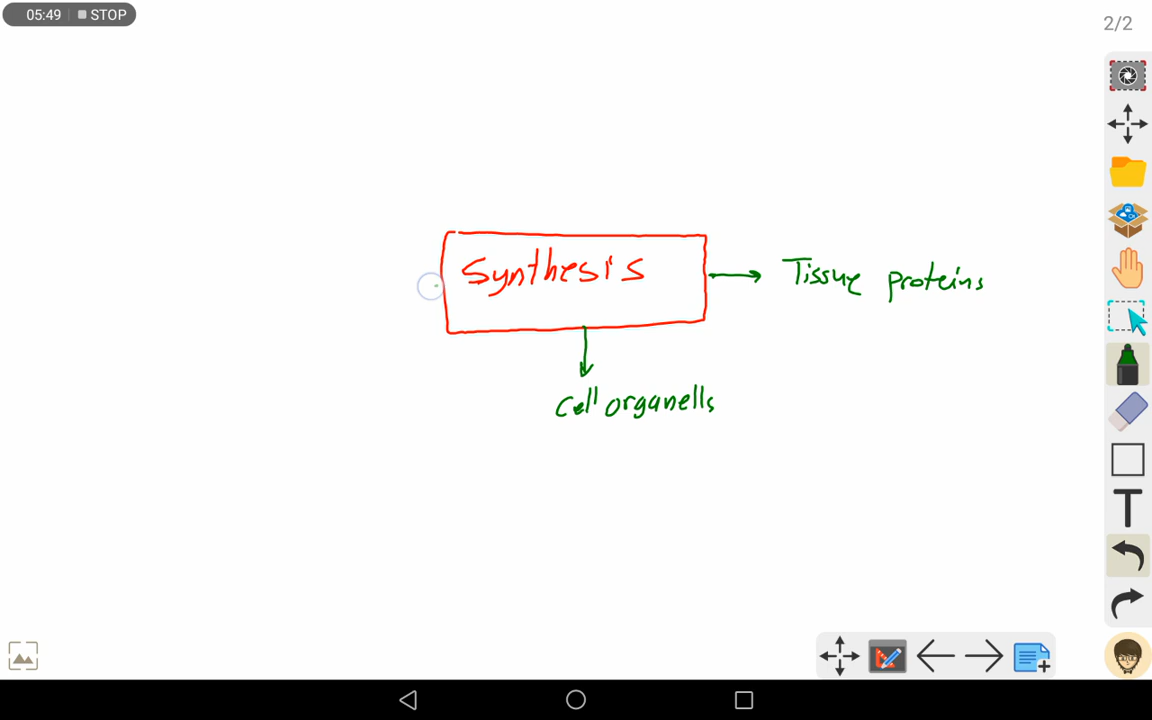 05:49 STOP
2/2
Synthesis
Tissue proteins
Cell organells
T